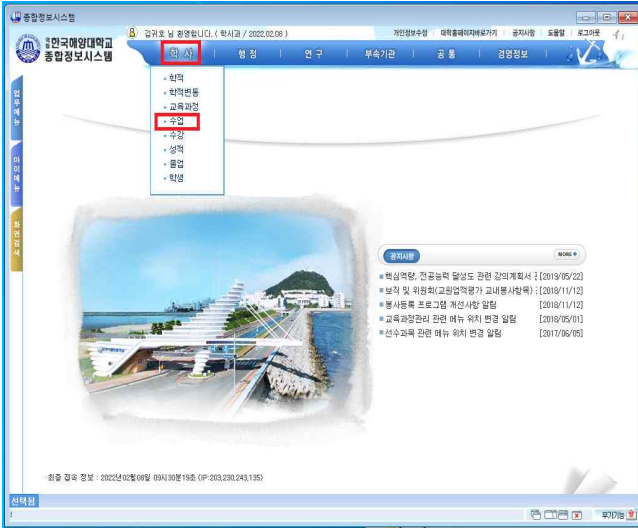 종합정보시스템
김귀호 님 환영합니다. ( 학사과 / 2022.02.08 )
개인정보수정 | 대학홈페이지바로가기 | 공지사항 | 도움말 | 로그아웃
국립한국해양대학교
종합정보시스템
학 사 | 행 정 | 연 구 | 부속기관 | 공 통 | 경영정보
학적
학적변동
교육과정
수업
수강
성적
졸업
학생
업무메뉴
마이메뉴
화면검색
공지사항
MORE +
핵심역량, 전공능력 달성도 관련 강의계획서 [2019/05/22]
보직 및 위원회(교원업적평가 교내봉사항목) [2018/11/12]
봉사등록 프로그램 개선사항 알림 [2018/11/12]
교육과정관리 관련 메뉴 위치 변경 알림 [2018/05/01]
선수과목 관련 메뉴 위치 변경 알림 [2017/06/05]
최종 접속 정보 : 2022년02월08일 09시30분19초 (IP:203.230.243.135)
선택됨
부가기능